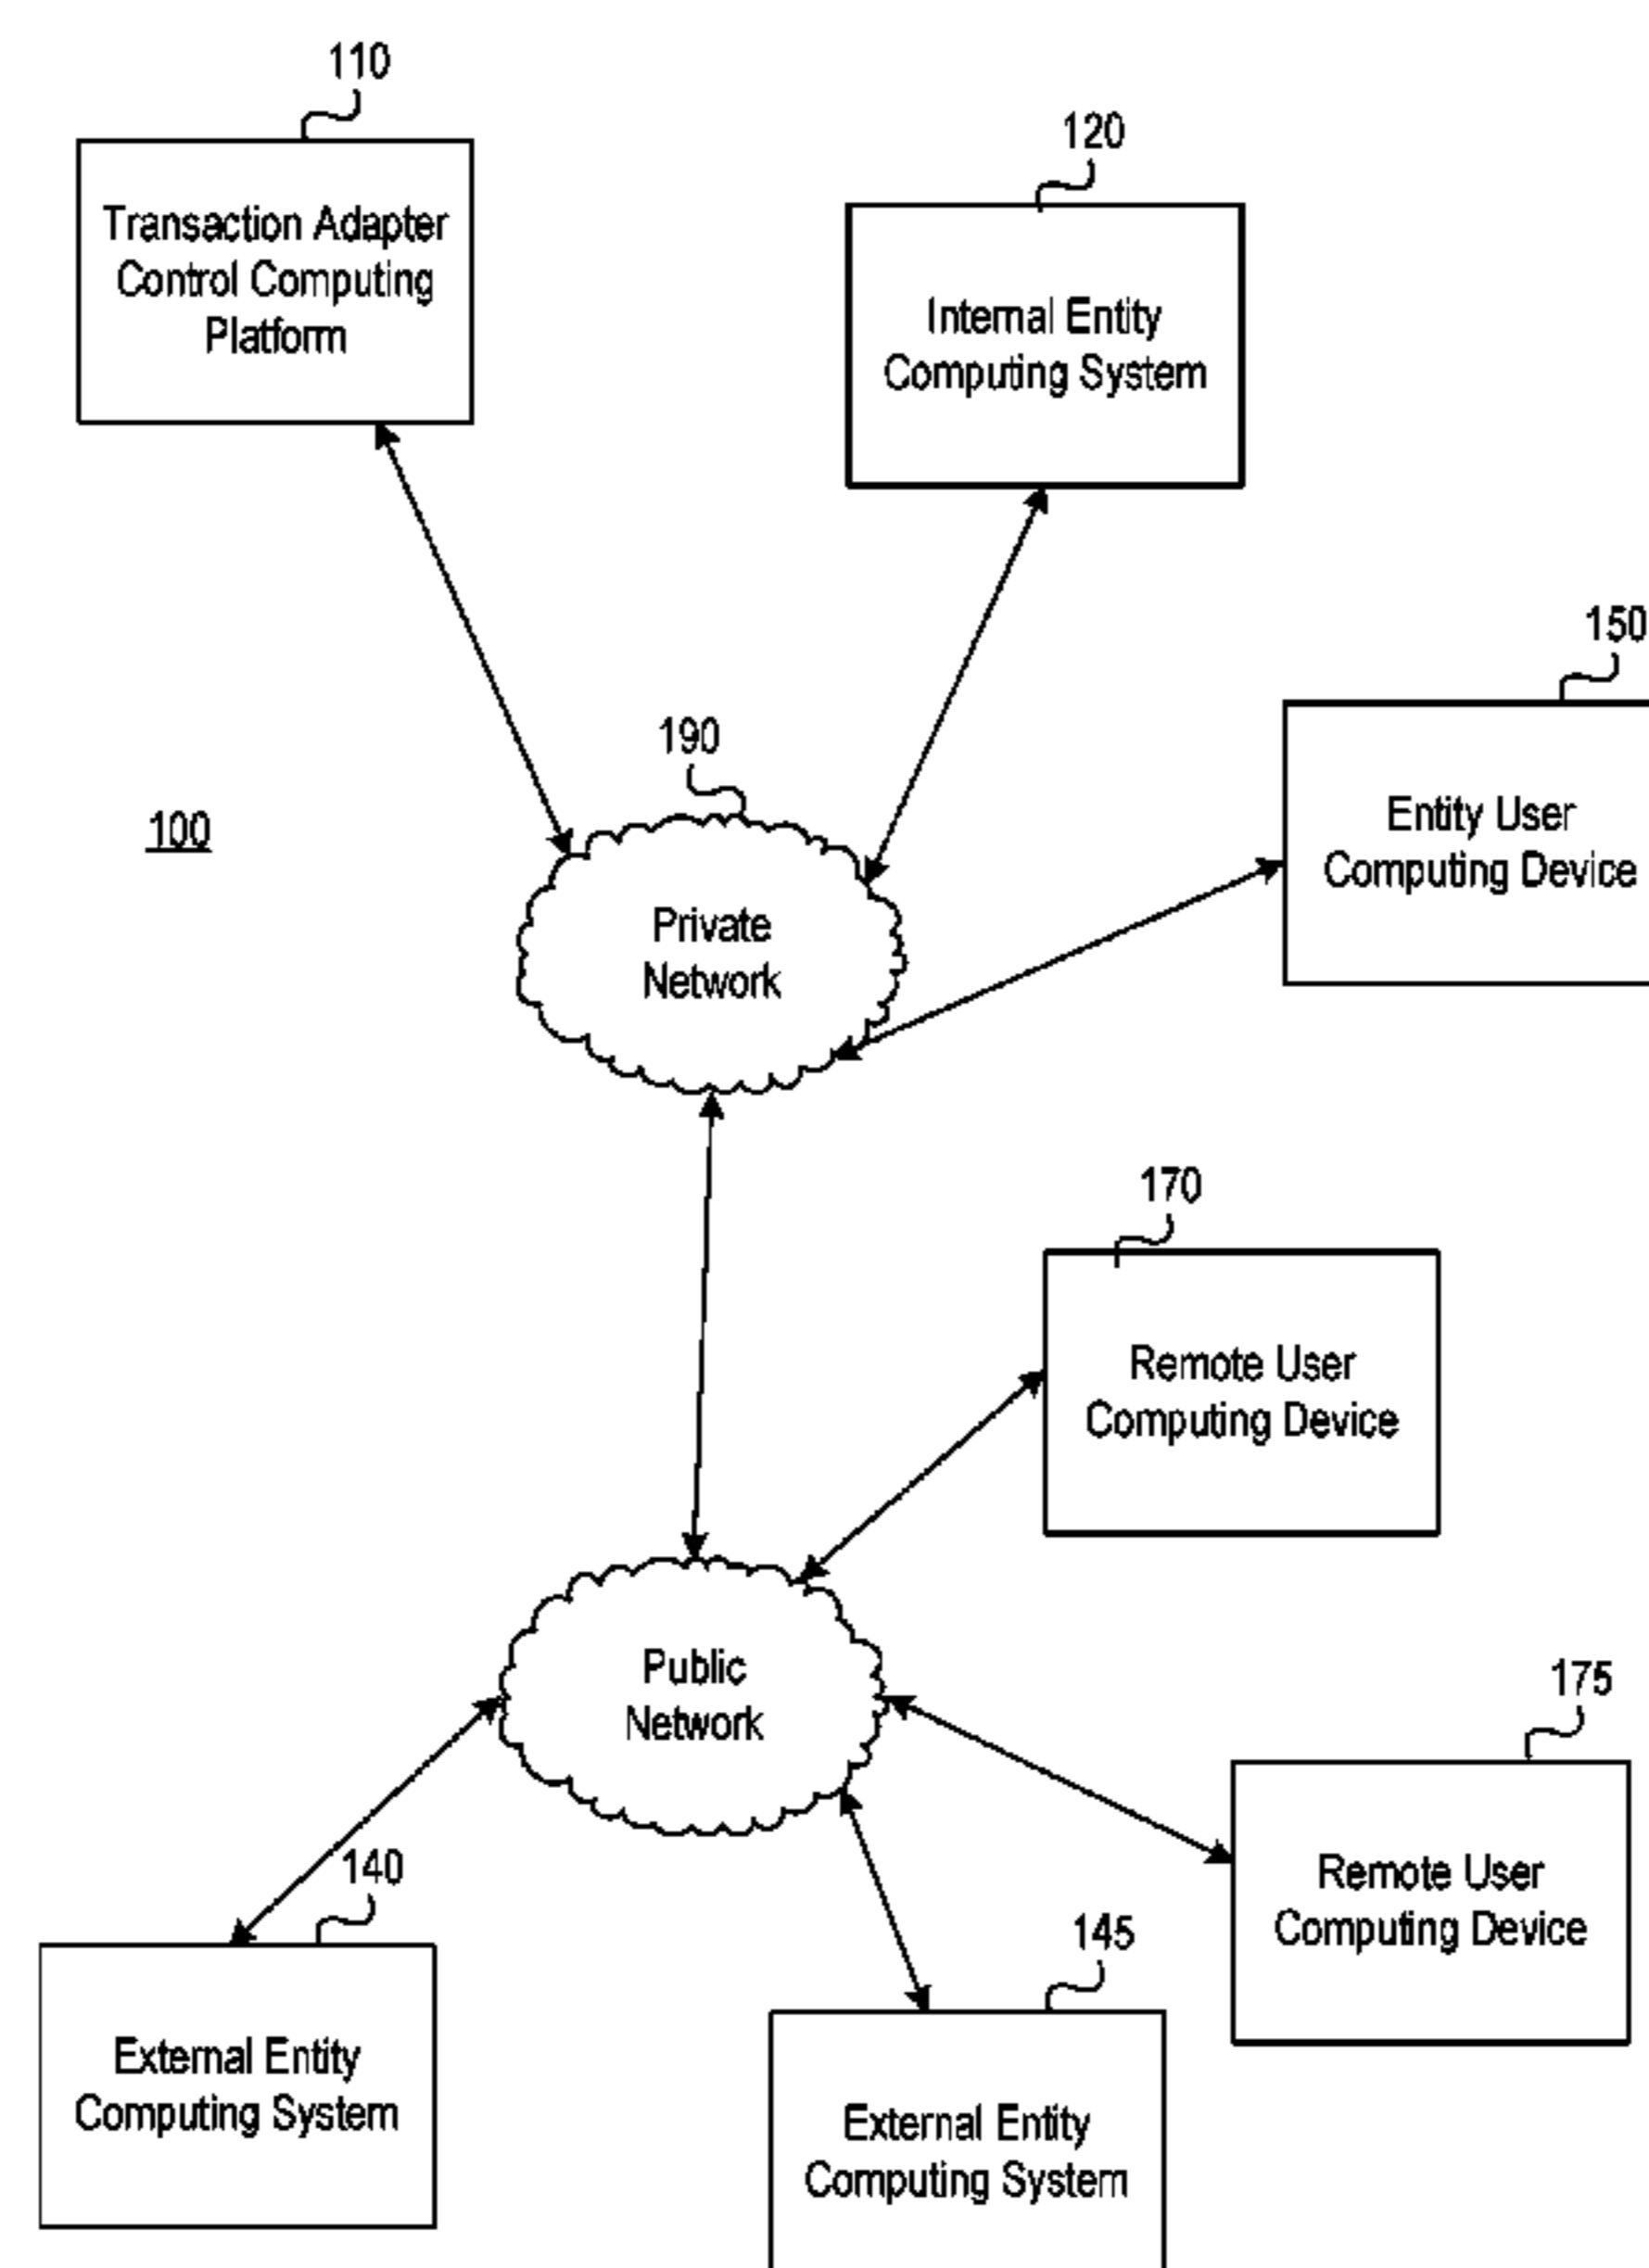 110
Transaction Adapter
Control Computing
Platform
120
Internal Entity
Computing System
150
Entity User
Computing Device
190
100
Private
Network
170
Remote User
Computing Device
Public
Network
175
Remote User
Computing Device
140
External Entity
Computing System
145
External Entity
Computing System